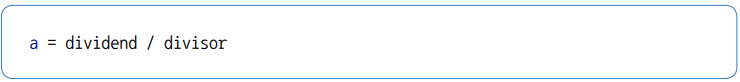 a = dividend / divisor